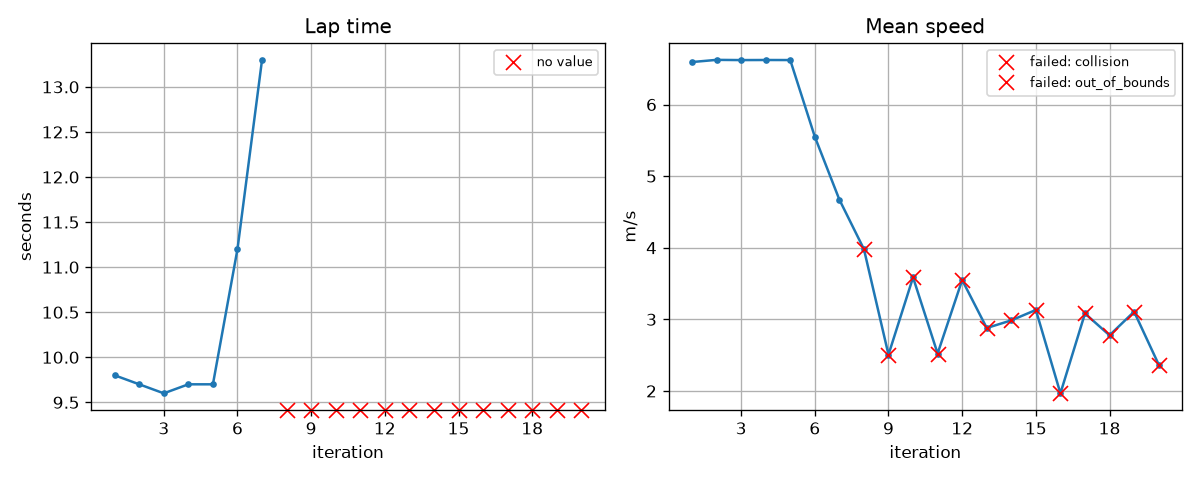 Lap time
seconds
13.0
12.5
12.0
11.5
11.0
10.5
10.0
9.5
3 6 9 12 15 18
iteration
no value
Mean speed
m/s
6
5
4
3
2
3 6 9 12 15 18
iteration
failed: collision
failed: out_of_bounds